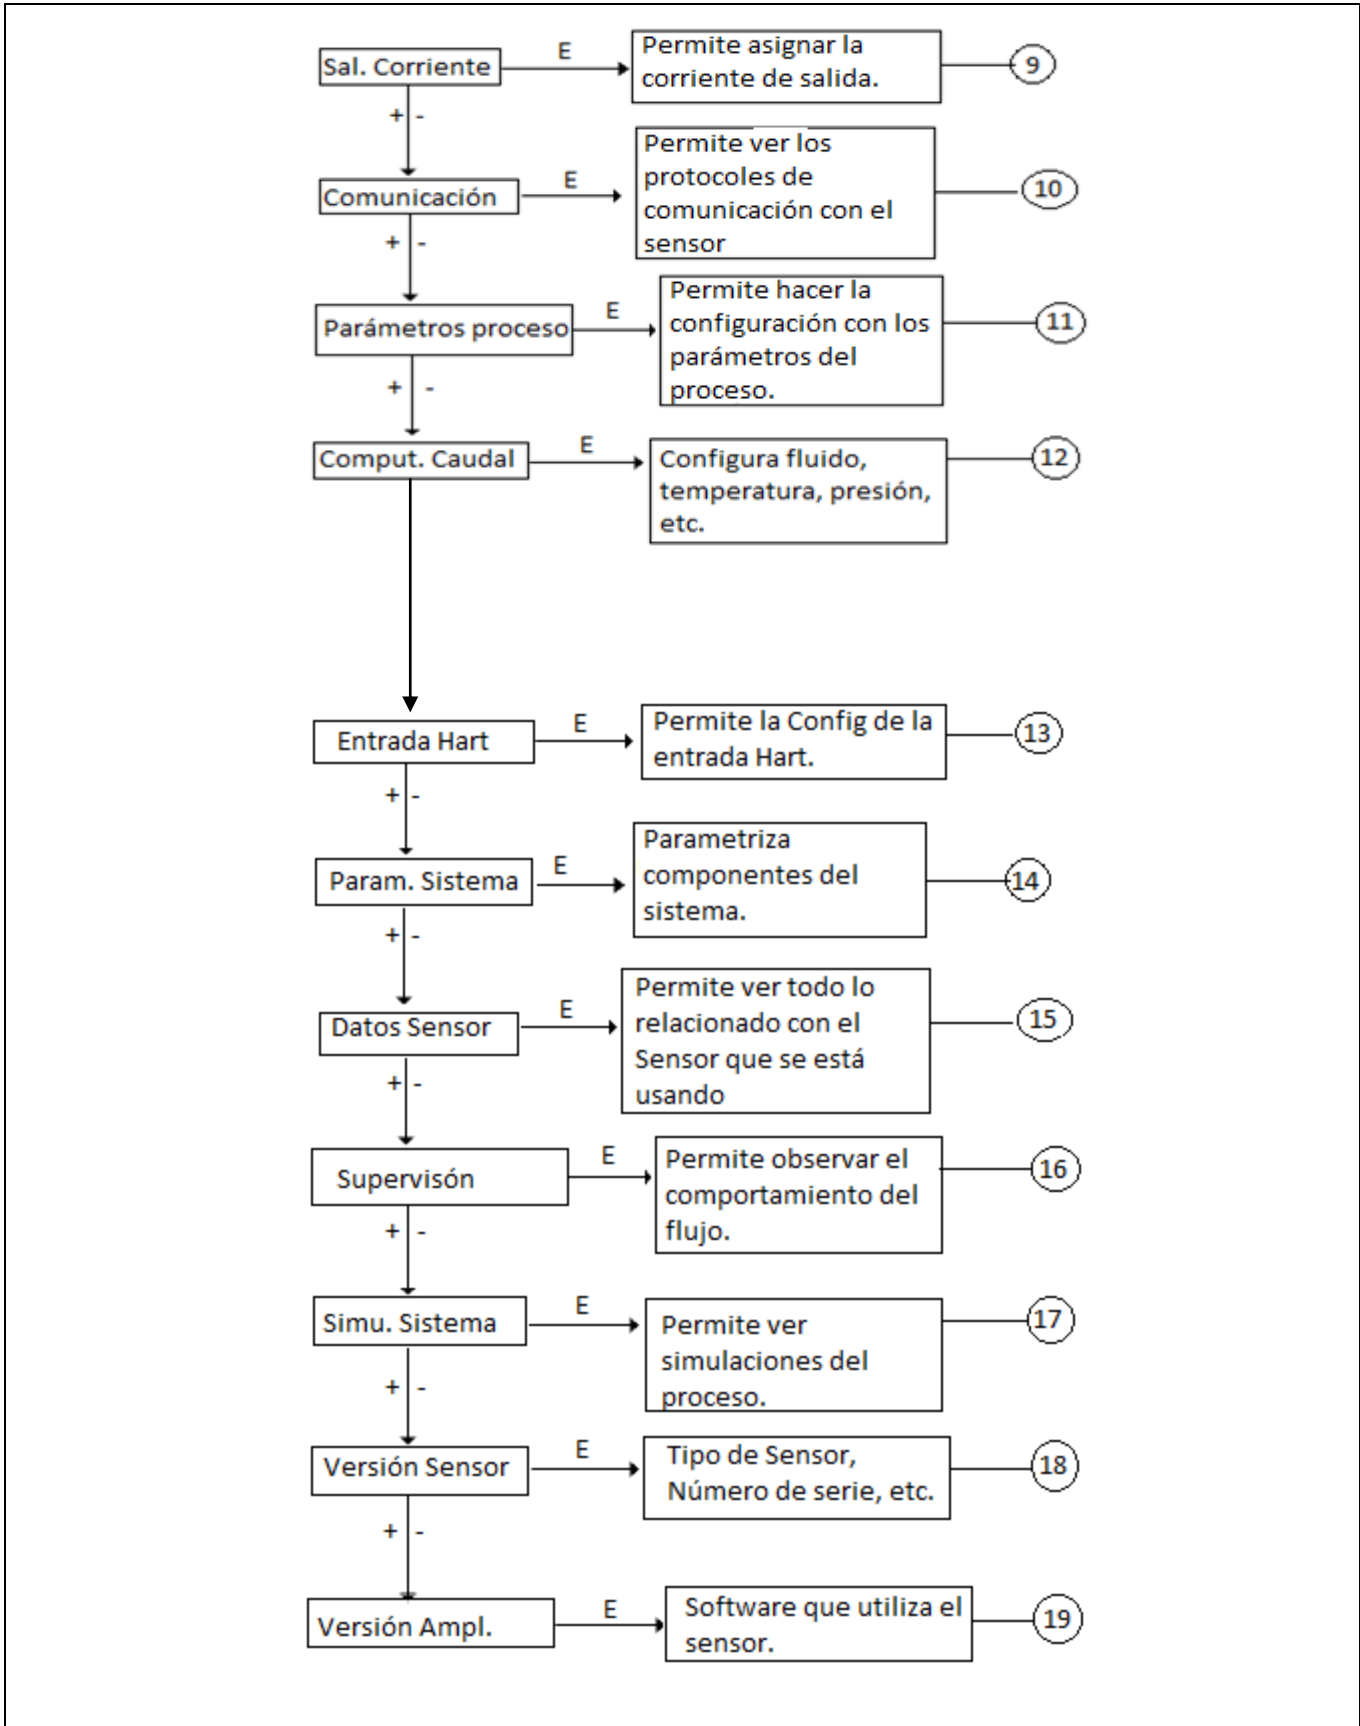 Sal. Corriente
E
Permite asignar la
corriente de salida.
9
+ -
Comunicación
E
Permite ver los
protocoles de
comunicación con el
sensor
10
+ -
Parámetros proceso
E
Permite hacer la
configuración con los
parámetros del
proceso.
11
+ -
Comput. Caudal
E
Configura fluido,
temperatura, presión,
etc.
12
Entrada Hart
E
Permite la Config de la
entrada Hart.
13
+ -
Param. Sistema
E
Parametriza
componentes del
sistema.
14
+ -
Datos Sensor
E
Permite ver todo lo
relacionado con el
Sensor que se está
usando
15
+ -
Supervisón
E
Permite observar el
comportamiento del
flujo.
16
+ -
Simu. Sistema
E
Permite ver
simulaciones del
proceso.
17
+ -
Versión Sensor
E
Tipo de Sensor,
Número de serie, etc.
18
+ -
Versión Ampl.
E
Software que utiliza el
sensor.
19